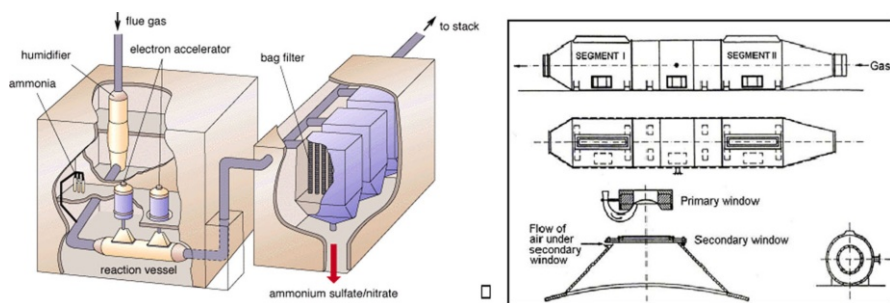 flue gas
humidifier
electron accelerator
ammonia
reaction vessel
bag filter
to stack
ammonium sulfate/nitrate
SEGMENT I
SEGMENT II
Gas
Primary window
Flow of
air under
secondary
window
Secondary window